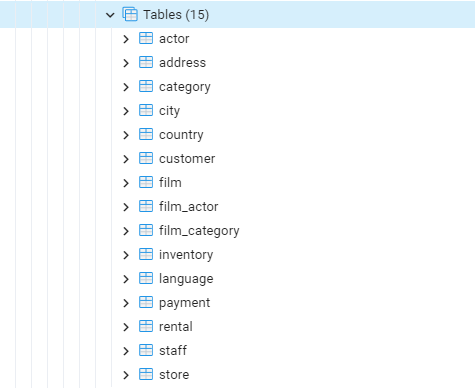 Tables (15)
actor
address
category
city
country
customer
film
film_actor
film_category
inventory
language
payment
rental
staff
store